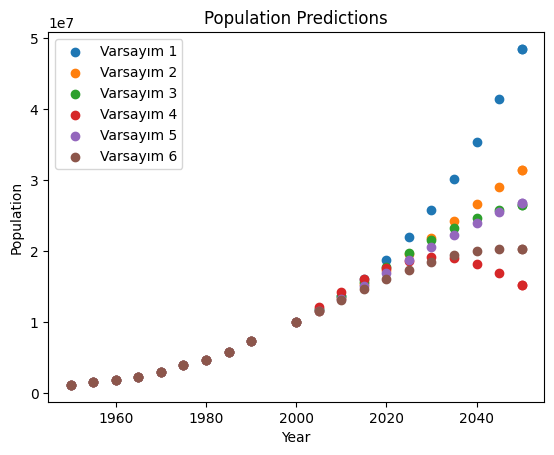 Population Predictions
1e7
Varsayım 1
Varsayım 2
Varsayım 3
Varsayım 4
Varsayım 5
Varsayım 6
Population
5
4
3
2
1
0
1960 1980 2000 2020 2040
Year